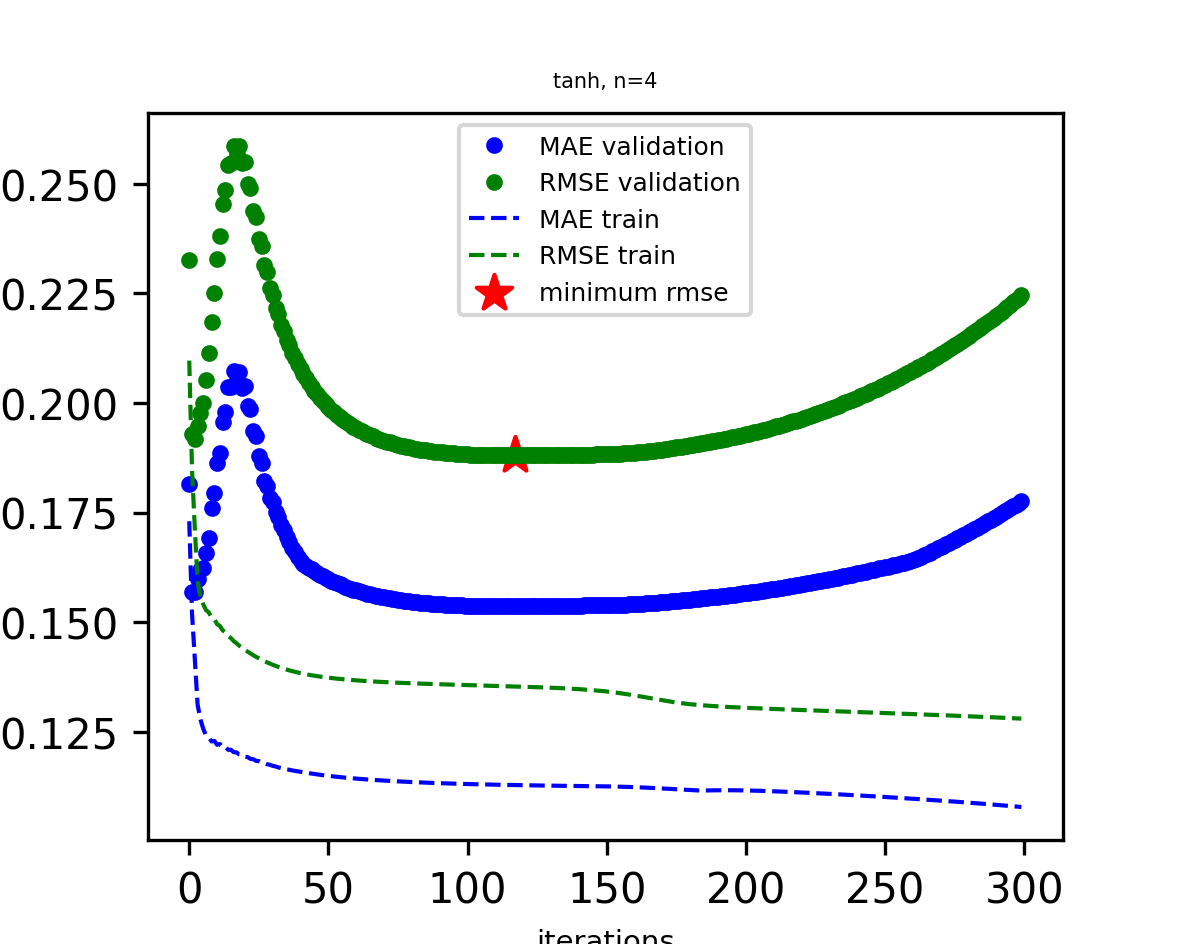 tanh, n=4
MAE validation
RMSE validation
MAE train
RMSE train
minimum rmse
0.250
0.225
0.200
0.175
0.150
0.125
0 50 100 150 200 250 300
iterations